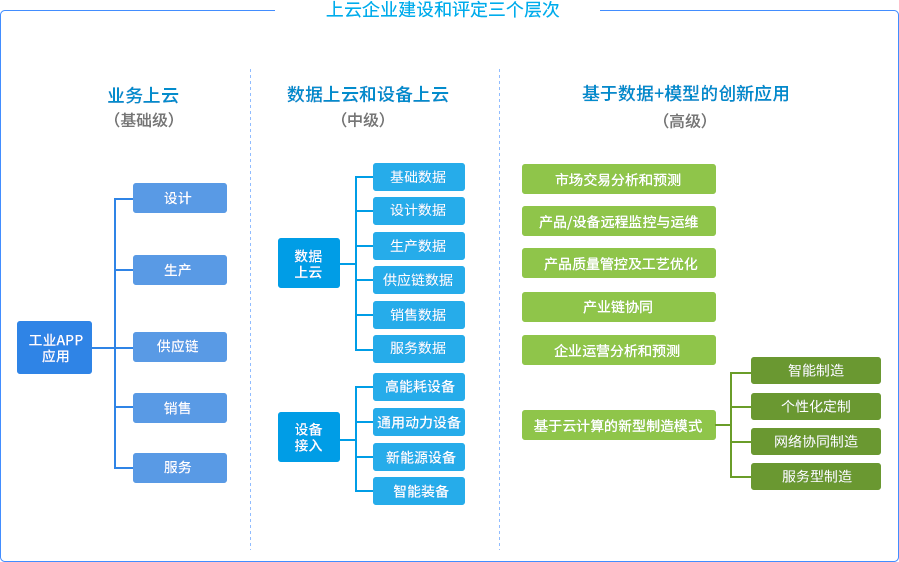 上云企业建设和评定三个层次
业务上云
（基础级）
工业APP
应用
设计
生产
供应链
销售
服务
数据上云和设备上云
（中级）
数据
上云
基础数据
设计数据
生产数据
供应链数据
销售数据
服务数据
设备
接入
高能耗设备
通用动力设备
新能源设备
智能装备
基于数据+模型的创新应用
（高级）
市场交易分析和预测
产品/设备远程监控与运维
产品质量管控及工艺优化
产业链协同
企业运营分析和预测
基于云计算的新型制造模式
智能制造
个性化定制
网络协同制造
服务型制造